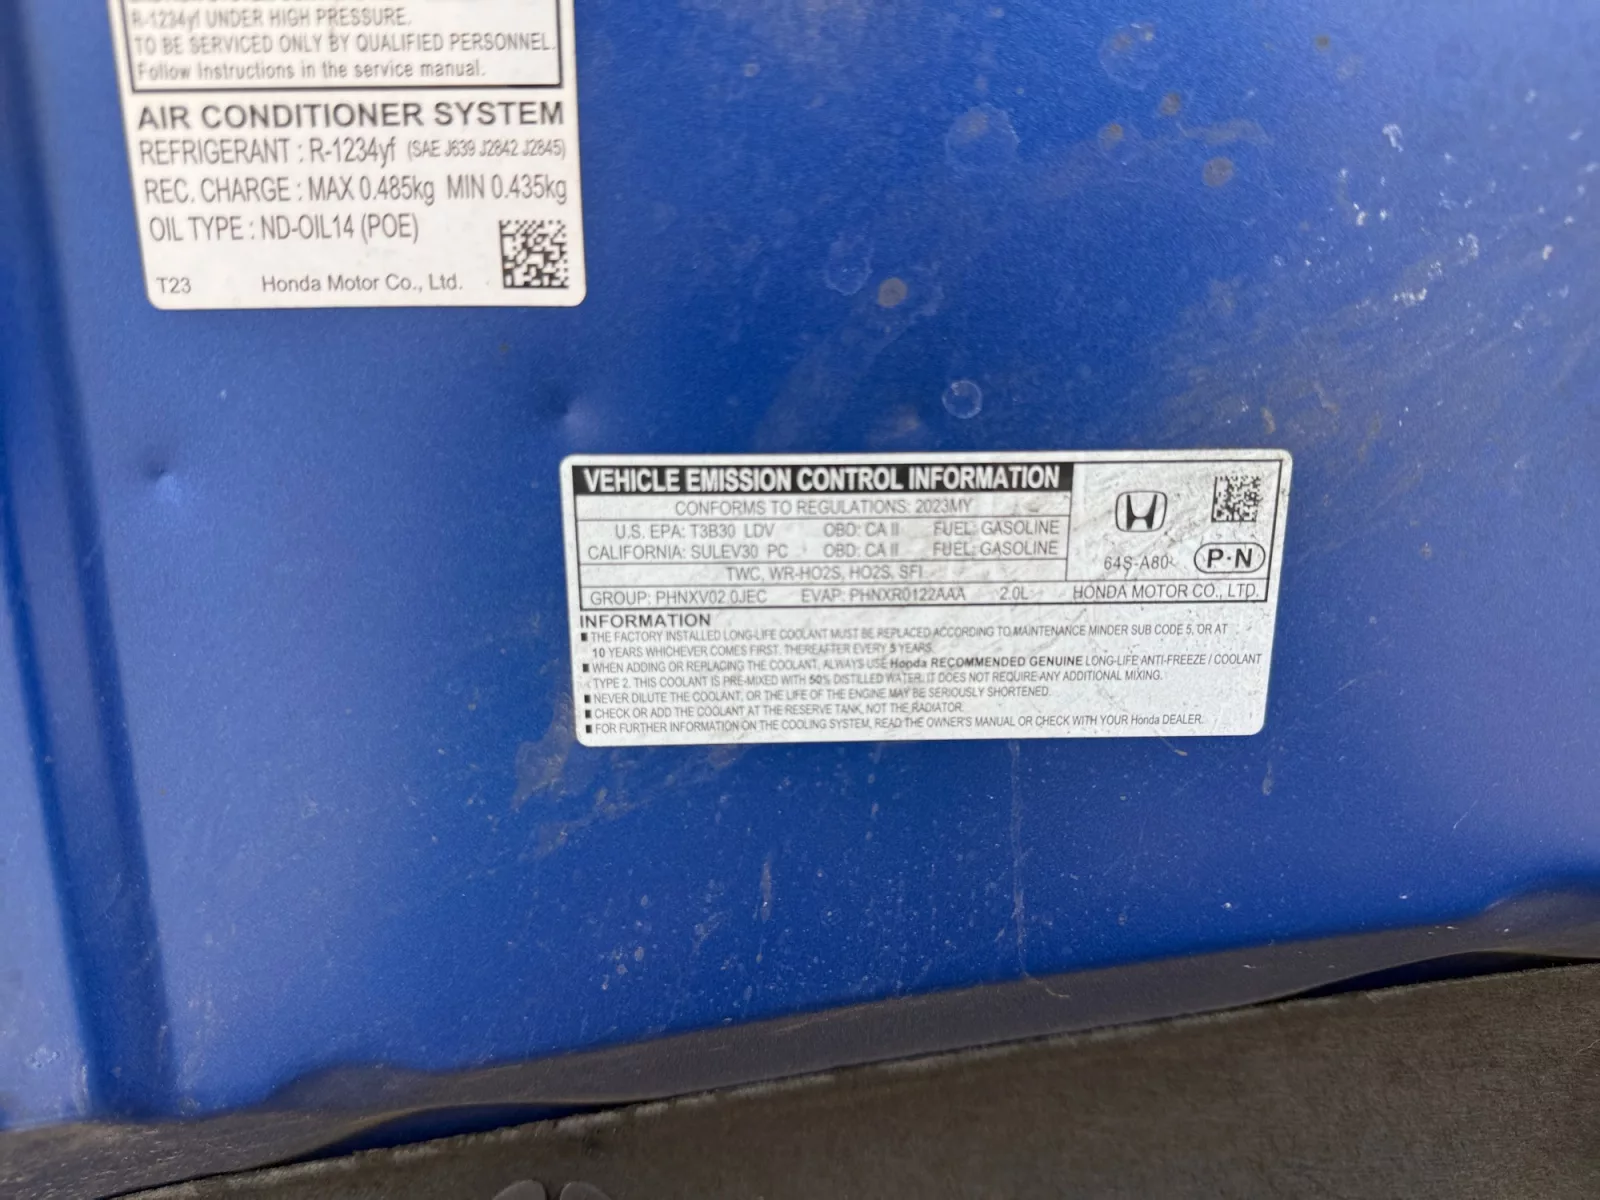 R-1234yf UNDER HIGH PRESSURE.
TO BE SERVICED ONLY BY QUALIFIED PERSONNEL.
Follow Instructions in the service manual.
AIR CONDITIONER SYSTEM
REFRIGERANT : R-1234yf (SAE J639 J2842 J2845)
REC. CHARGE : MAX 0.485kg MIN 0.435kg
OIL TYPE : ND-OIL14 (POE)
T23 Honda Motor Co., Ltd.
VEHICLE EMISSION CONTROL INFORMATION
CONFORMS TO REGULATIONS: 2023MY
U.S. EPA: T3B30 LDV OBD: CA II FUEL: GASOLINE
CALIFORNIA: SULEV30 PC OBD: CA II FUEL: GASOLINE
TWC, WR-HO2S, HO2S, SFI
GROUP: PHNXV02.0JEC EVAP: PHNXR0122AAA 2.0L
64S-A80 P·N
HONDA MOTOR CO., LTD.
INFORMATION
■ THE FACTORY INSTALLED LONG-LIFE COOLANT MUST BE REPLACED ACCORDING TO MAINTENANCE MINDER SUB CODE 5, OR AT
10 YEARS WHICHEVER COMES FIRST. THEREAFTER EVERY 5 YEARS.
■ WHEN ADDING OR REPLACING THE COOLANT, ALWAYS USE Honda RECOMMENDED GENUINE LONG-LIFE ANTI-FREEZE / COOLANT
TYPE 2. THIS COOLANT IS PRE-MIXED WITH 50% DISTILLED WATER. IT DOES NOT REQUIRE ANY ADDITIONAL MIXING.
■ NEVER DILUTE THE COOLANT, OR THE LIFE OF THE ENGINE MAY BE SERIOUSLY SHORTENED.
■ CHECK OR ADD THE COOLANT AT THE RESERVE TANK, NOT THE RADIATOR.
■ FOR FURTHER INFORMATION ON THE COOLING SYSTEM, READ THE OWNER'S MANUAL OR CHECK WITH YOUR Honda DEALER.